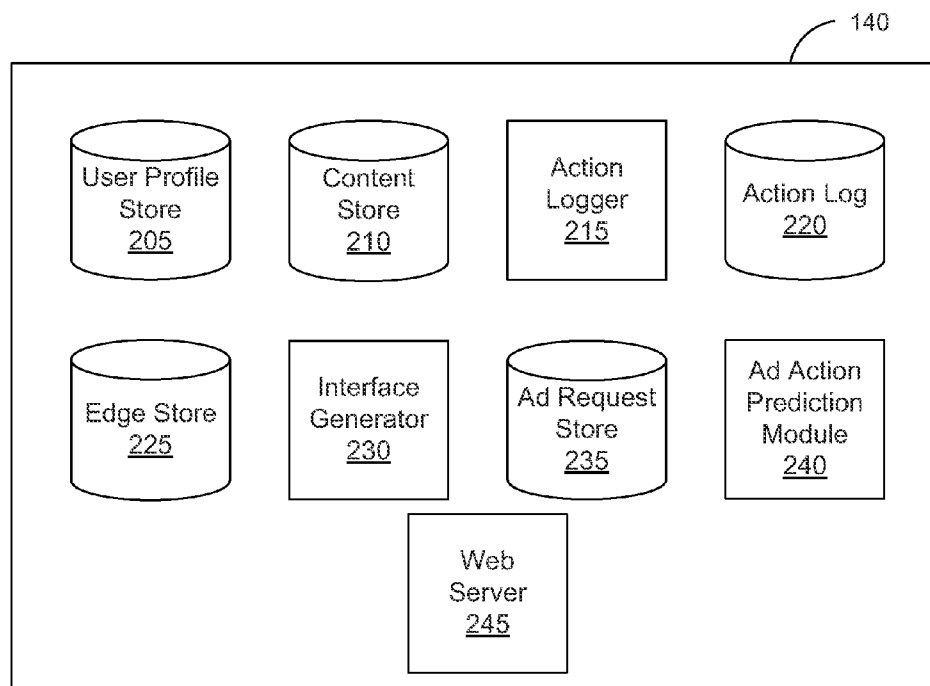 140
User Profile
Store
205
Content
Store
210
Action
Logger
215
Action Log
220
Edge Store
225
Interface
Generator
230
Ad Request
Store
235
Ad Action
Prediction
Module
240
Web
Server
245